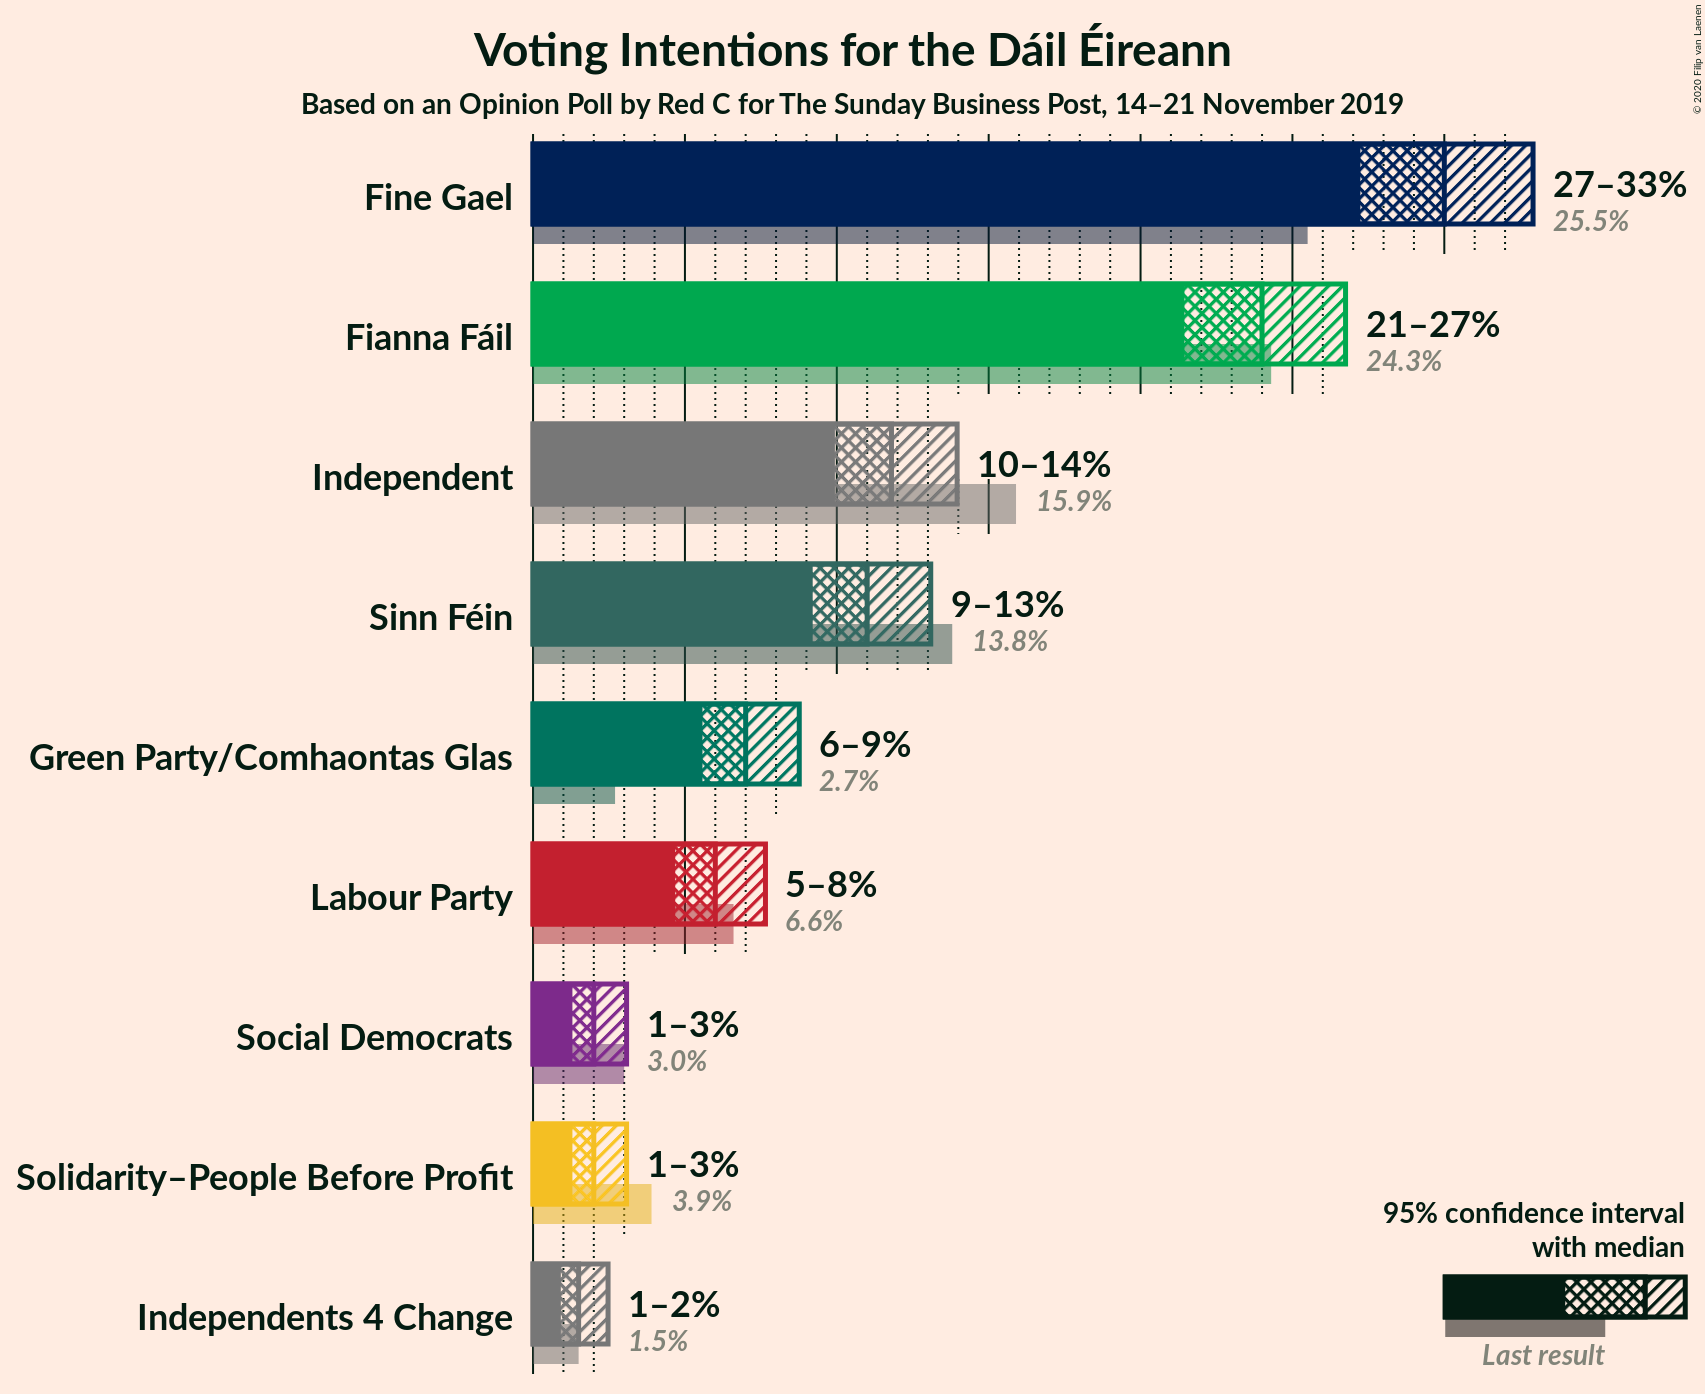 Voting Intentions for the Dáil Éireann
Based on an Opinion Poll by Red C for The Sunday Business Post, 14–21 November 2019
© 2020 Filip van Laenen
Fine Gael
27–33%
25.5%
Fianna Fáil
21–27%
24.3%
Independent
10–14%
15.9%
Sinn Féin
9–13%
13.8%
Green Party/Comhaontas Glas
6–9%
2.7%
Labour Party
5–8%
6.6%
Social Democrats
1–3%
3.0%
Solidarity–People Before Profit
1–3%
3.9%
Independents 4 Change
1–2%
1.5%
95% confidence interval
with median
Last result